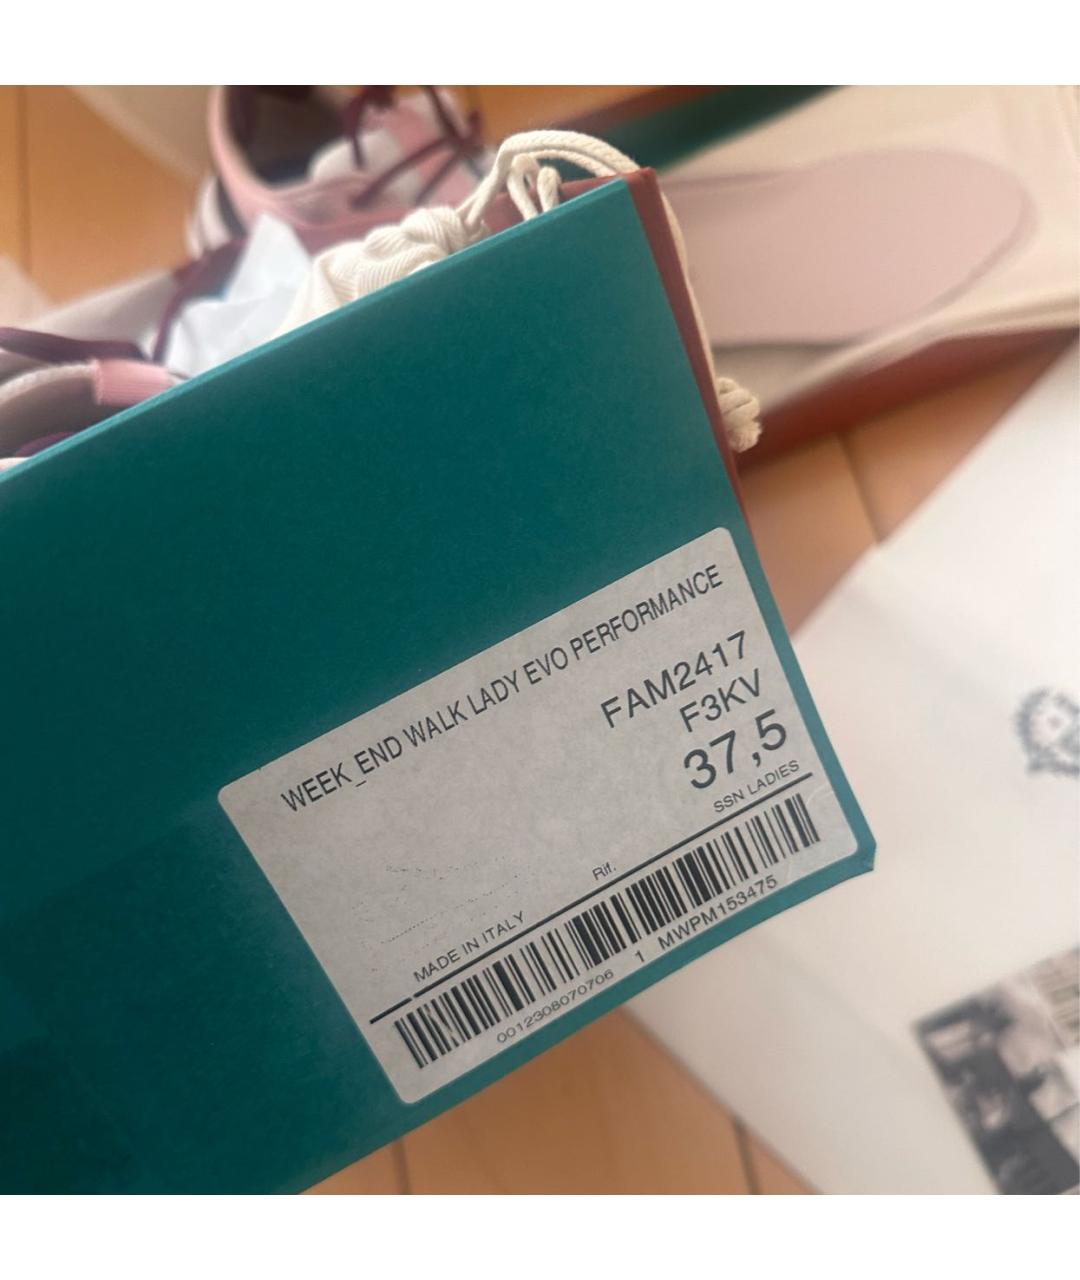 WEEK_END WALK LADY EVO PERFORMANCE
FAM2417
F3KV
37,5
SSN LADIES
Rif.
MADE IN ITALY
0012308070706 1 MWPM153475